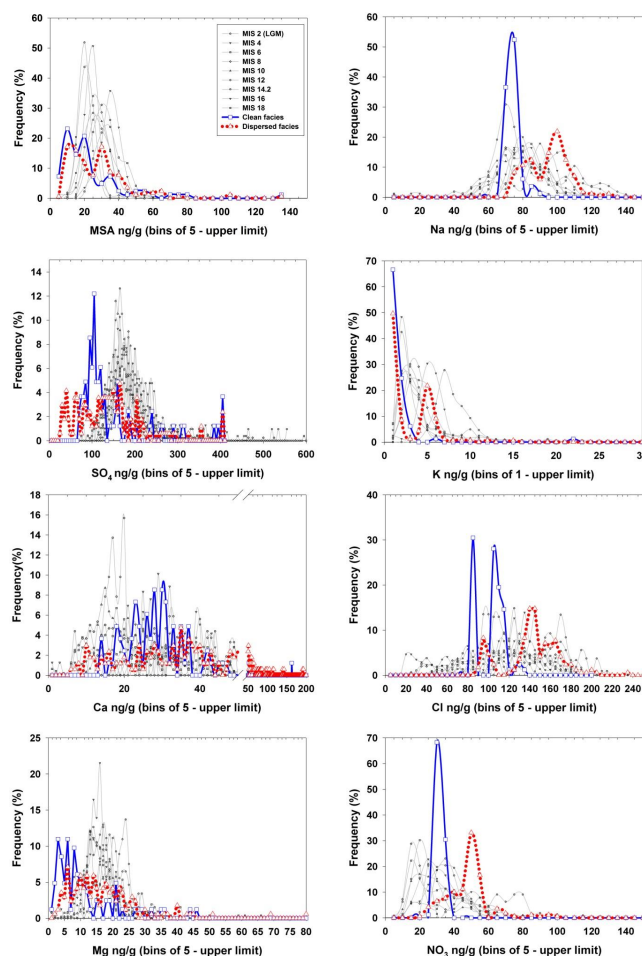 60
50
40
30
20
10
0
Frequency (%)
0 20 40 60 80 100 120 140
MSA ng/g (bins of 5 - upper limit)
MIS 2 (LGM)
MIS 4
MIS 6
MIS 8
MIS 10
MIS 12
MIS 14.2
MIS 16
MIS 18
Clean facies
Dispersed facies
60
50
40
30
20
10
0
Frequency (%)
0 20 40 60 80 100 120 140
Na ng/g (bins of 5 - upper limit)
14
12
10
8
6
4
2
0
Frequency (%)
0 100 200 300 400 500 600
SO4 ng/g (bins of 5 - upper limit)
70
60
50
40
30
20
10
0
Frequency (%)
0 5 10 15 20 25 30
K ng/g (bins of 1 - upper limit)
18
16
14
12
10
8
6
4
2
0
Frequency(%)
0 20 40 50 100 150 200
Ca ng/g (bins of 5 - upper limit)
40
30
20
10
0
Frequency (%)
0 20 40 60 80 100 120 140 160 180 200 220 240
Cl ng/g (bins of 5 - upper limit)
25
20
15
10
5
0
Frequency(%)
0 5 10 15 20 25 30 35 40 45 50 55 60 65 70 75 80
Mg ng/g (bins of 5 - upper limit)
70
60
50
40
30
20
10
0
Frequency (%)
0 20 40 60 80 100 120 140
NO3 ng/g (bins of 5 - upper limit)